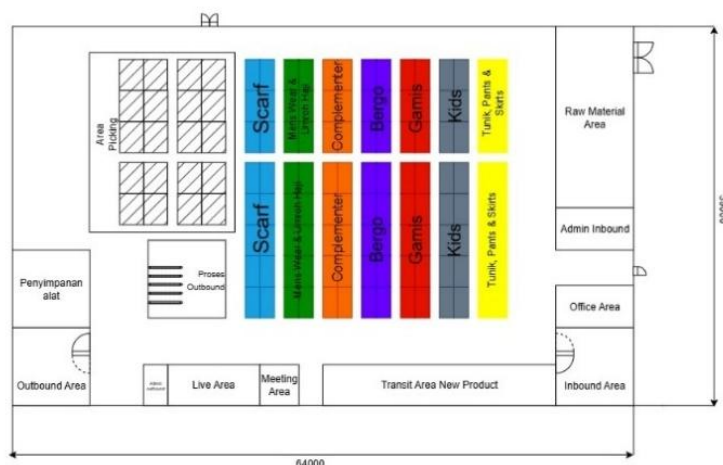 Area
Picking
Scarf
Mens Wear &
Umroh Haji
Complementer
Bergo
Gamis
Kids
Tunik, Pants &
Skirts
Raw Material
Area
Scarf
Mens Wear & Umroh Haji
Complementer
Bergo
Gamis
Kids
Tunik, Pants & Skirts
Admin Inbound
Penyimpanan
alat
Proses
Outbound
Office Area
Outbound Area
Live Area
Meeting
Area
Transit Area New Product
Inbound Area
64000